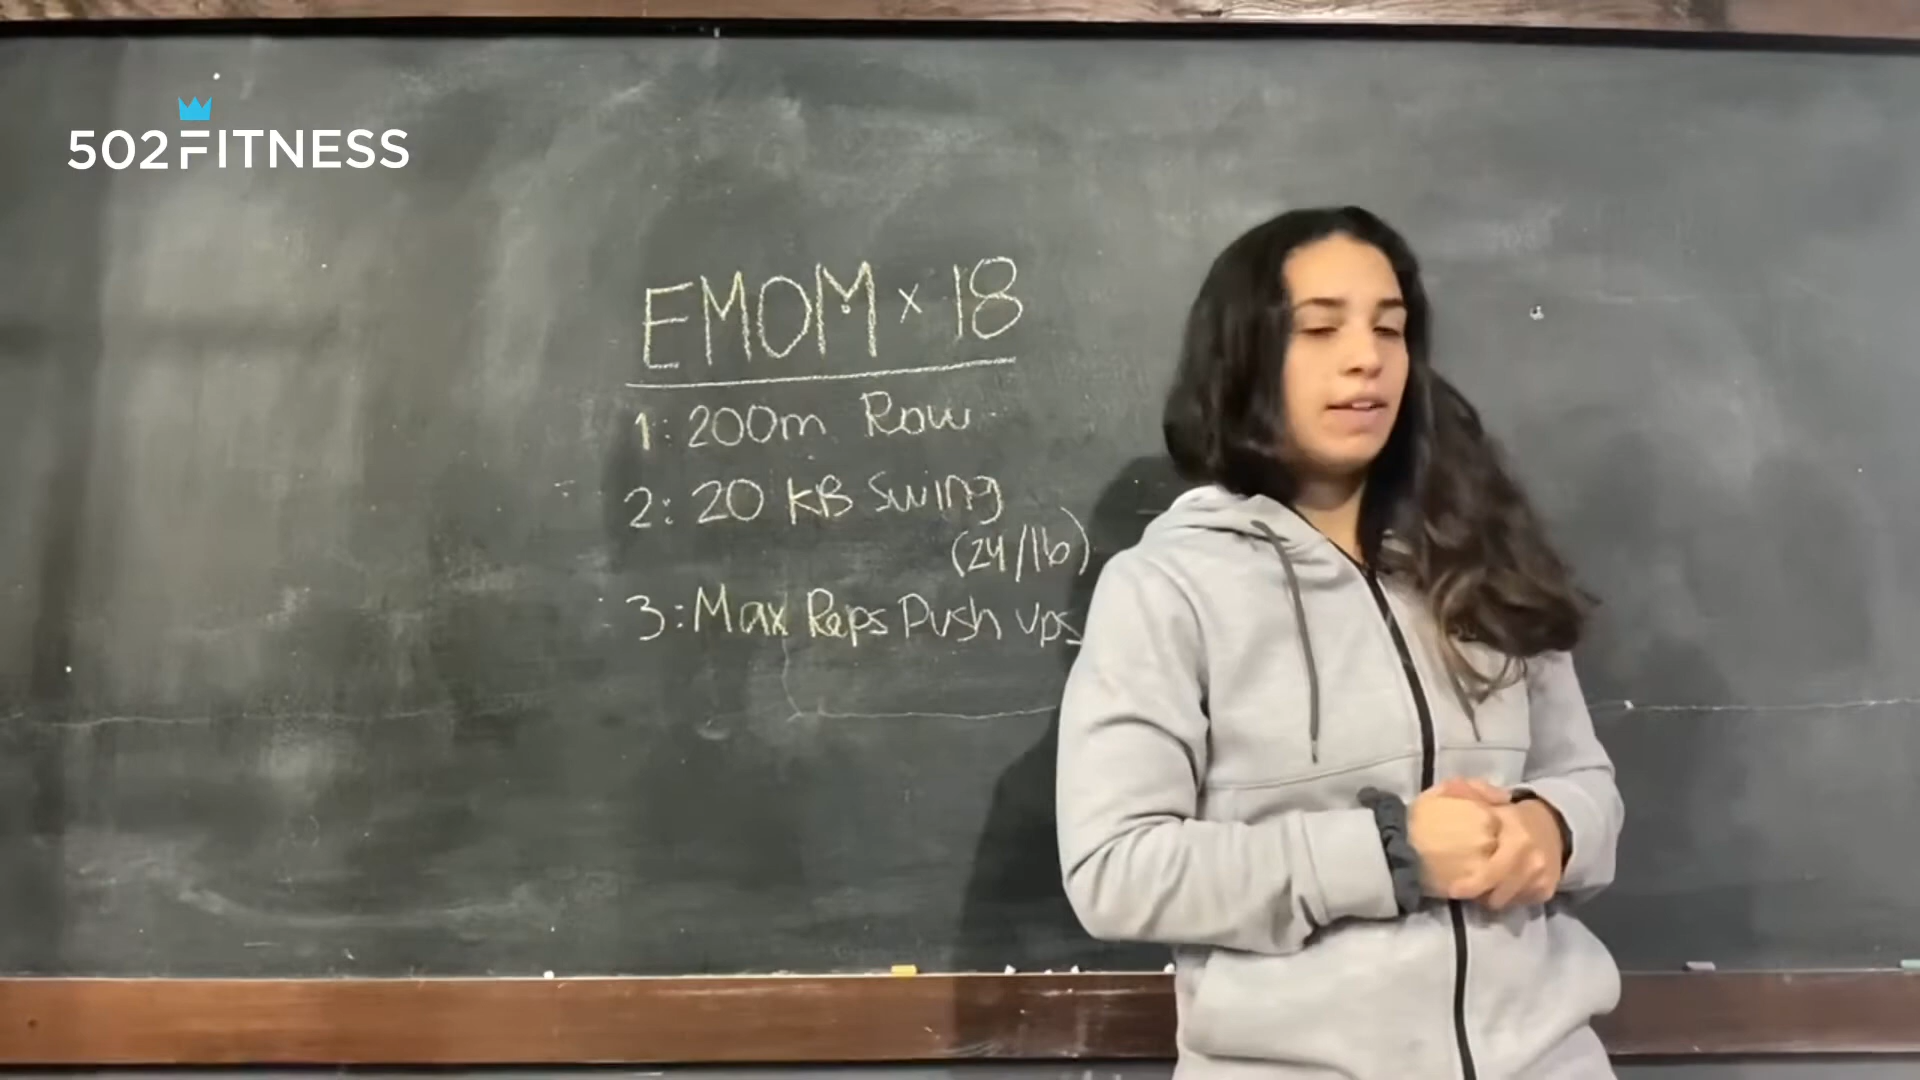 502FITNESS
EMOM x 18
1: 200m Row
2: 20 KB Swing
(24/16)
3: Max Reps Push Ups